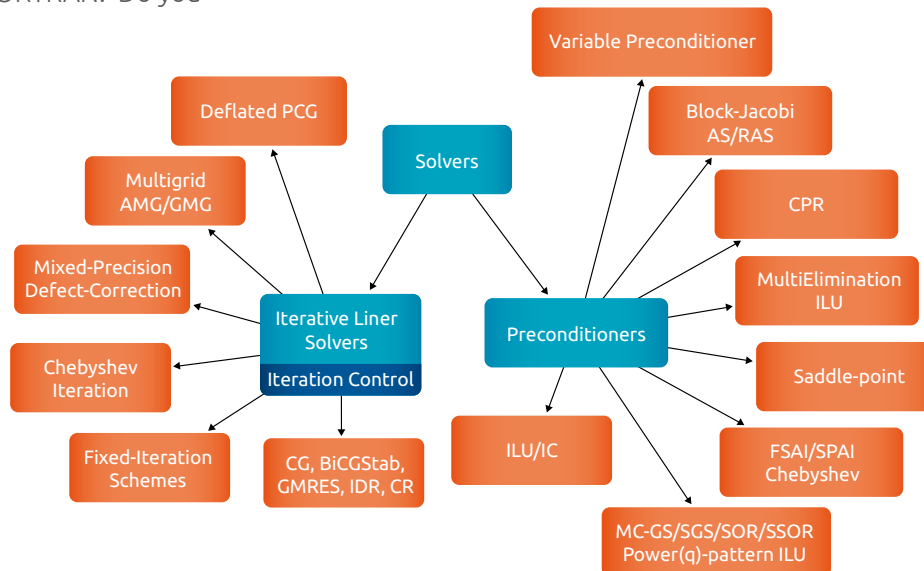 Do you
Variable Preconditioner
Deflated PCG
Block-Jacobi
AS/RAS
Solvers
Multigrid
AMG/GMG
CPR
Mixed-Precision
Defect-Correction
MultiElimination
ILU
Iterative Liner
Solvers
Iteration Control
Preconditioners
Chebyshev
Iteration
Saddle-point
Fixed-Iteration
Schemes
CG, BiCGStab,
GMRES, IDR, CR
ILU/IC
FSAI/SPAI
Chebyshev
MC-GS/SGS/SOR/SSOR
Power(q)-pattern ILU